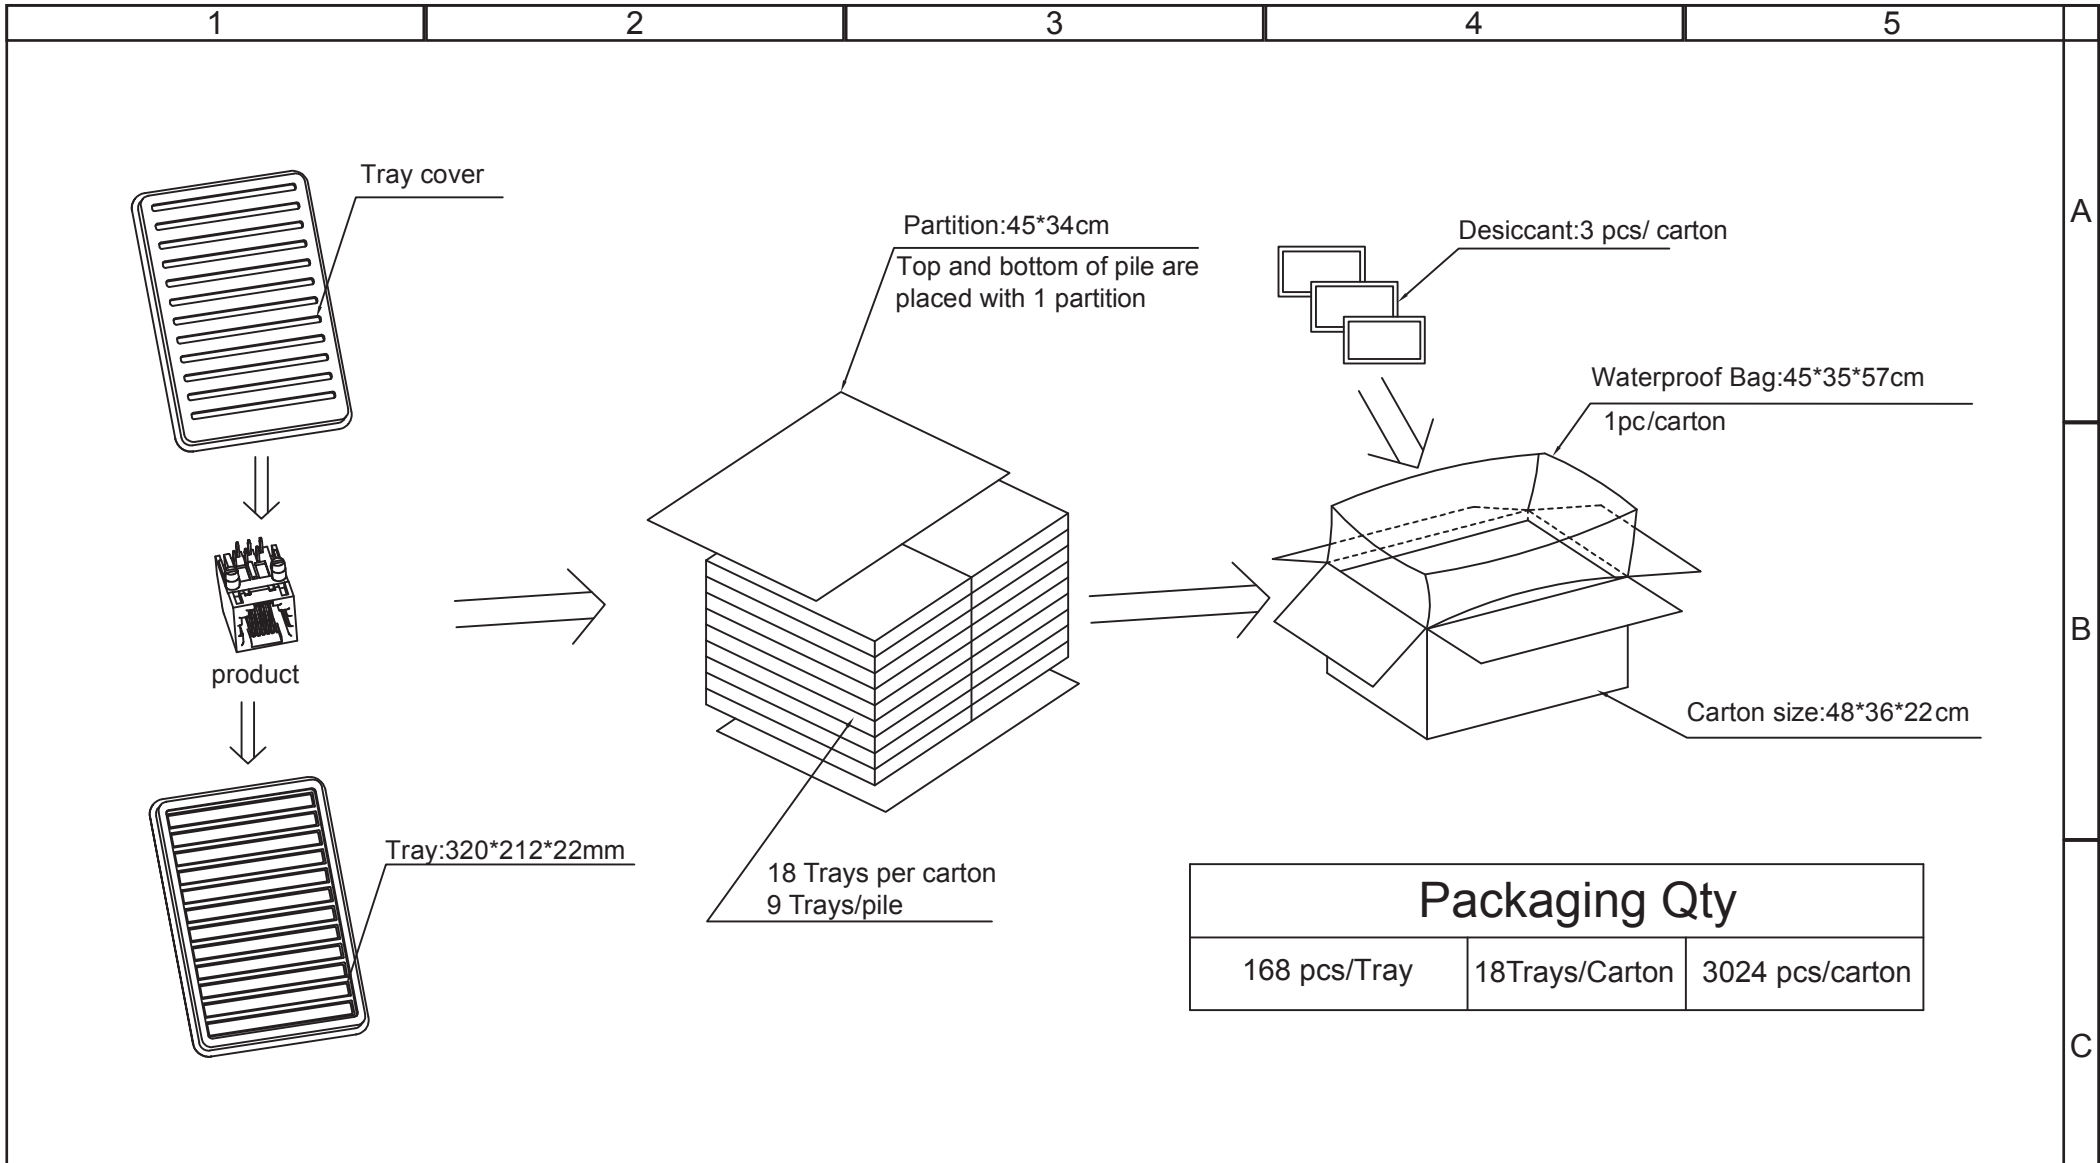 1 2 3 4 5
A
B
C
Tray cover
product
Tray:320*212*22mm
Partition:45*34cm
Top and bottom of pile are
placed with 1 partition
18 Trays per carton
9 Trays/pile
Desiccant:3 pcs/ carton
Waterproof Bag:45*35*57cm
1pc/carton
Carton size:48*36*22cm
Packaging Qty
168 pcs/Tray 18Trays/Carton 3024 pcs/carton